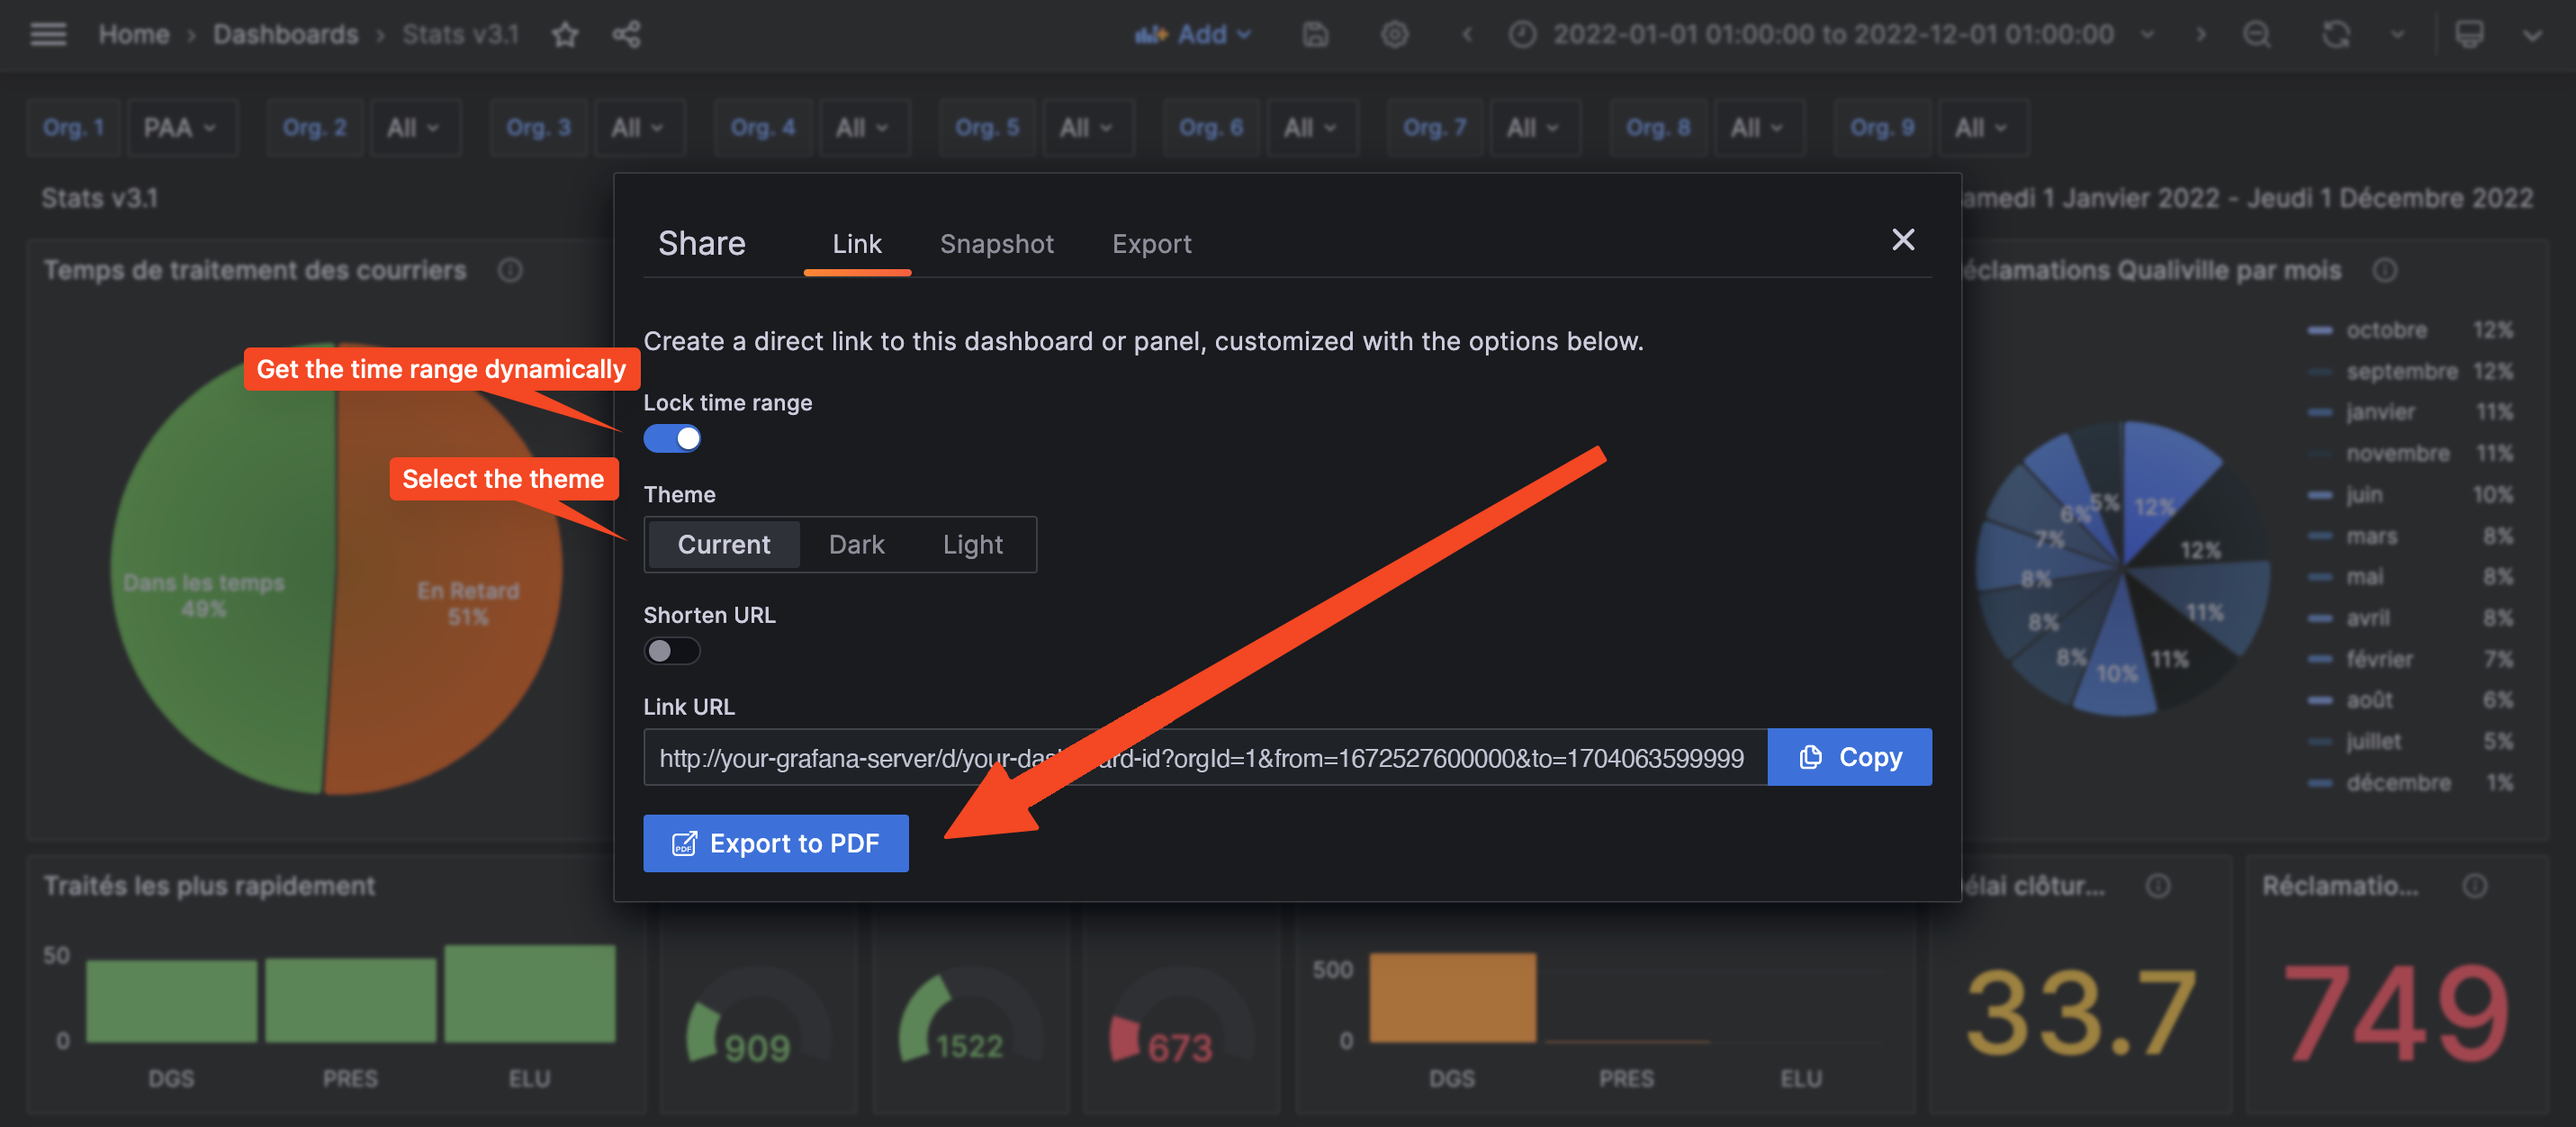 Home › Dashboards › Stats v3.1
Add
2022-01-01 01:00:00 to 2022-12-01 01:00:00
Org. 1 PAA Org. 2 All Org. 3 All Org. 4 All Org. 5 All Org. 6 All Org. 7 All Org. 8 All Org. 9 All
Stats v3.1
amedi 1 Janvier 2022 - Jeudi 1 Décembre 2022
Temps de traitement des courriers
Dans les temps
49%
En Retard
51%
Get the time range dynamically
Select the theme
Share
Link
Snapshot
Export
Create a direct link to this dashboard or panel, customized with the options below.
Lock time range
Theme
Current
Dark
Light
Shorten URL
Link URL
http://your-grafana-server/d/your-das ard-id?orgId=1&from=1672527600000&to=1704063599999
Copy
PDF
Export to PDF
éclamations Qualiville par mois
12%
12%
11%
11%
10%
8%
8%
8%
7%
6%
5%
octobre 12%
septembre 12%
janvier 11%
novembre 11%
juin 10%
mars 8%
mai 8%
avril 8%
février 7%
août 6%
juillet 5%
décembre 1%
Traités les plus rapidement
50
0
DGS PRES ELU
909
1522
673
500
0
DGS PRES ELU
élai clôtur...
33.7
Réclamatio...
749